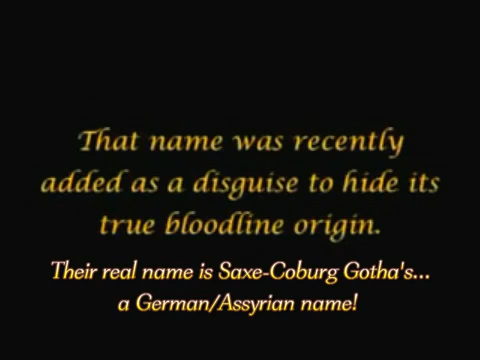 That name was recently
added as a disguise to hide its
true bloodline origin.
Their real name is Saxe-Coburg Gotha's...
a German/Assyrian name!